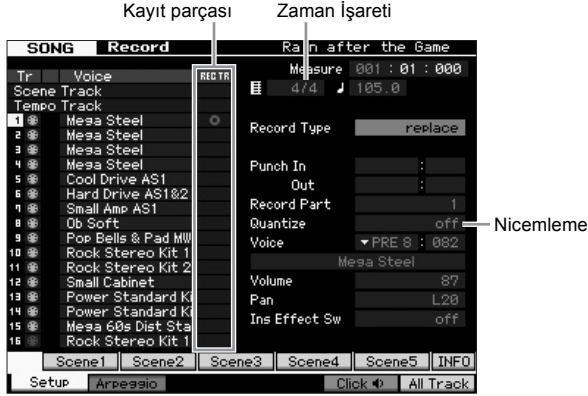 Kayıt parçası Zaman İşareti
SONG Record Rain after the Game
Measure 001 : 01 : 000
Tr Voice REC TR
Scene Track 4/4 105.0
Tempo Track
1 Mega Steel
2 Mega Steel Record Type replace
3 Mega Steel
4 Mega Steel Punch In :
5 Cool Drive AS1 Out :
6 Hard Drive AS1&2 Record Part 1
7 Small Amp AS1
8 Ob Soft Quantize off Nicemleme
9 Pop Bells & Pad MW Voice PRE 8 : 082
10 Rock Stereo Kit 1 Mega Steel
11 Rock Stereo Kit 2
12 Small Cabinet Volume 87
13 Power Standard Ki Pan L20
14 Power Standard Ki Ins Effect Sw off
15 Mega 60s Dist Sta
16 Rock Stereo Kit 1
Scene1 Scene2 Scene3 Scene4 Scene5 INFO
Setup Arpeggio Click All Track